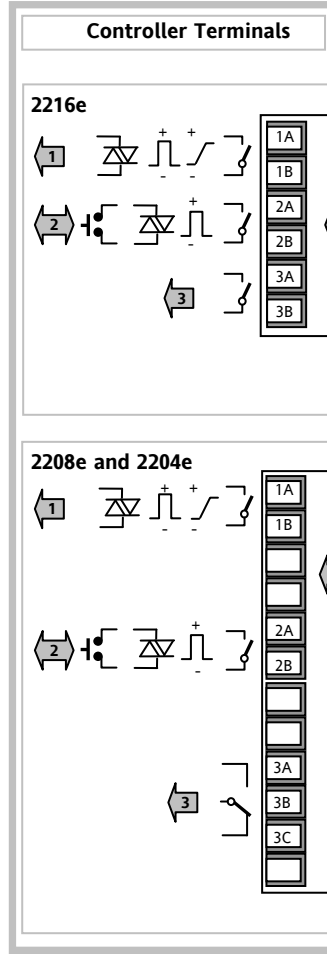 Controller Terminals
2216e
1
+ +
- -
1A
1B
2
+
-
2A
2B
3
3A
3B
2208e and 2204e
1
+ +
- -
1A
1B
2
+
-
2A
2B
3
3A
3B
3C